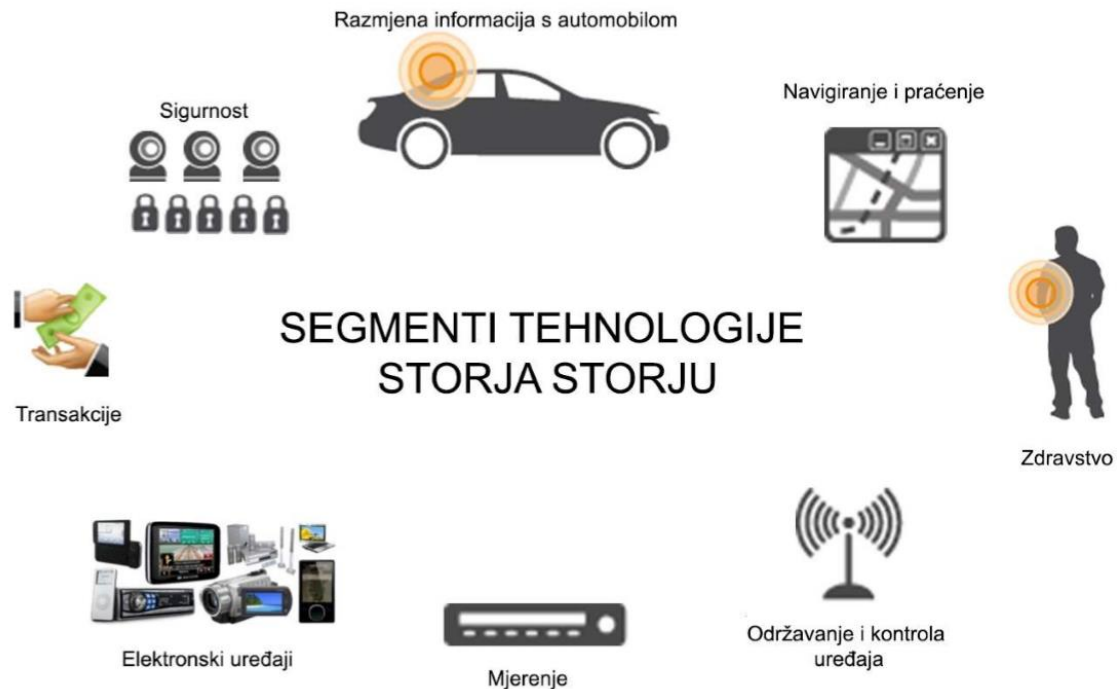 Razmjena informacija s automobilom
Sigurnost
Navigiranje i praćenje
SEGMENTI TEHNOLOGIJE
STORJA STORJU
Transakcije
Zdravstvo
Elektronski uređaji
Mjerenje
Održavanje i kontrola
uređaja